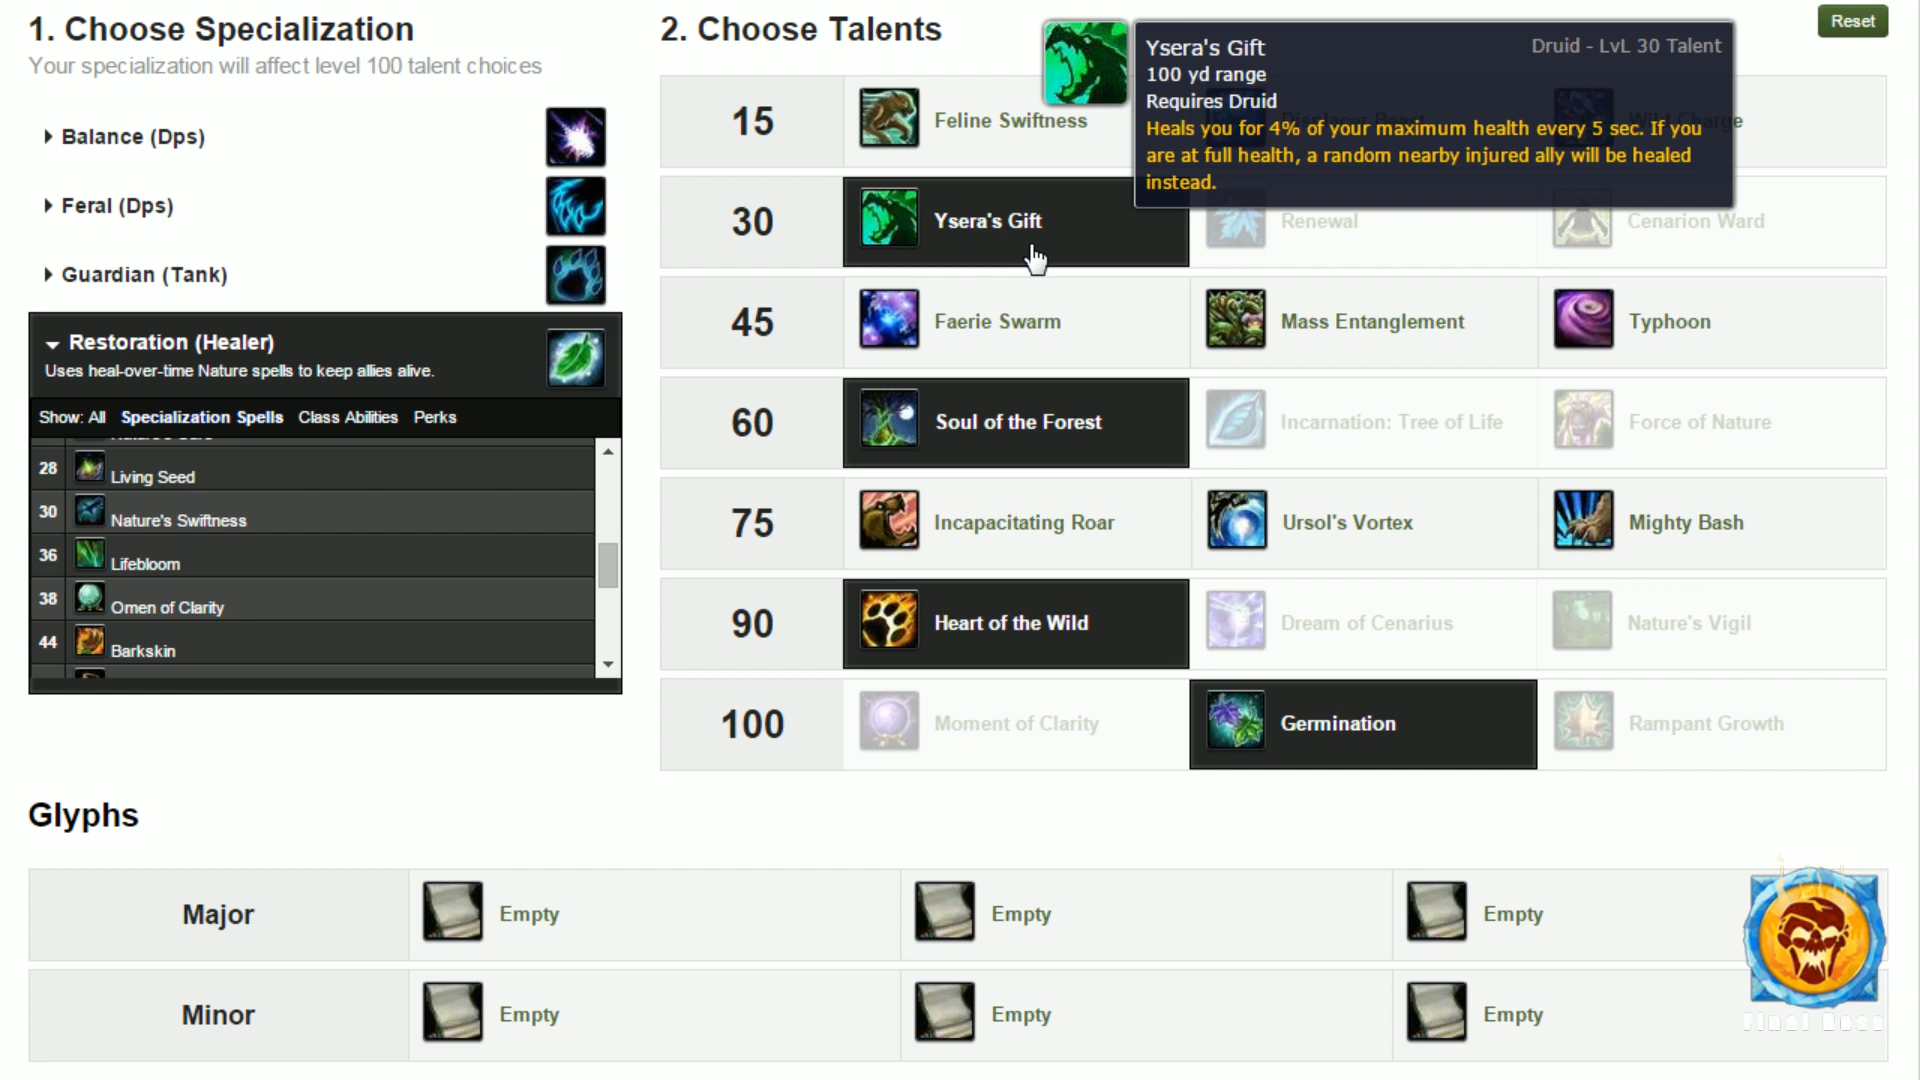 1. Choose Specialization
Your specialization will affect level 100 talent choices
Balance (Dps)
Feral (Dps)
Guardian (Tank)
Restoration (Healer)
Uses heal-over-time Nature spells to keep allies alive.
Show: All Specialization Spells Class Abilities Perks
28 Living Seed
30 Nature's Swiftness
36 Lifebloom
38 Omen of Clarity
44 Barkskin
2. Choose Talents
Reset
Ysera's Gift
Druid - LvL 30 Talent
100 yd range
Requires Druid
Heals you for 4% of your maximum health every 5 sec. If you
are at full health, a random nearby injured ally will be healed
instead.
15 Feline Swiftness Displacer Beast Wild Charge
30 Ysera's Gift Renewal Cenarion Ward
45 Faerie Swarm Mass Entanglement Typhoon
60 Soul of the Forest Incarnation: Tree of Life Force of Nature
75 Incapacitating Roar Ursol's Vortex Mighty Bash
90 Heart of the Wild Dream of Cenarius Nature's Vigil
100 Moment of Clarity Germination Rampant Growth
Glyphs
Major Empty Empty Empty
Minor Empty Empty Empty
Final Boss